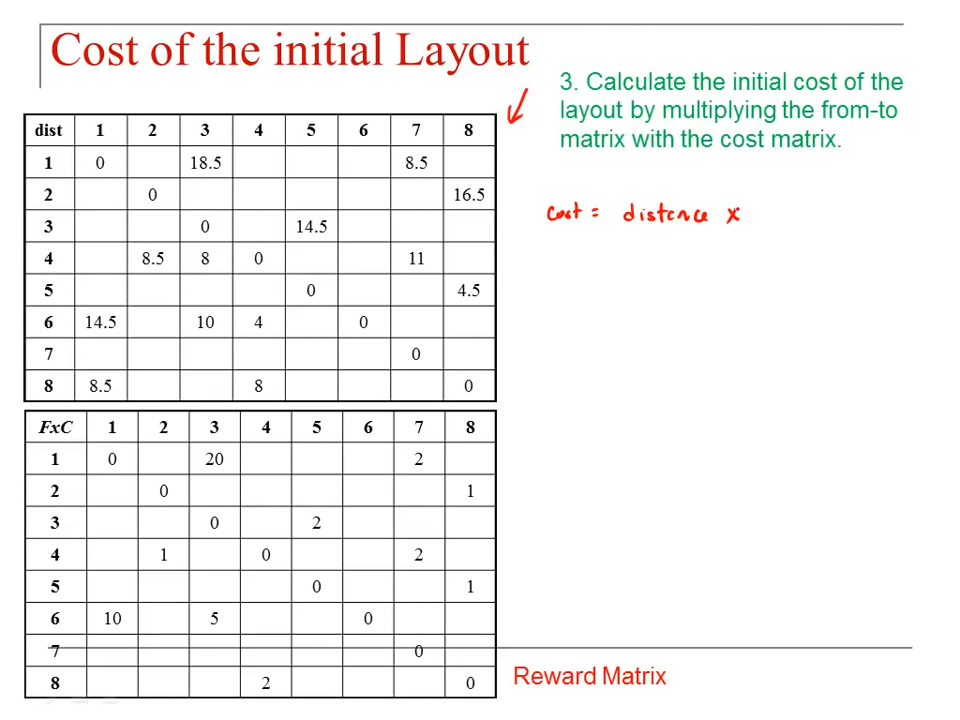 Cost of the initial Layout
3. Calculate the initial cost of the
layout by multiplying the from-to
matrix with the cost matrix.
cost = distance x
dist 1 2 3 4 5 6 7 8
1 0 18.5 8.5
2 0 16.5
3 0 14.5
4 8.5 8 0 11
5 0 4.5
6 14.5 10 4 0
7 0
8 8.5 8 0
FxC 1 2 3 4 5 6 7 8
1 0 20 2
2 0 1
3 0 2
4 1 0 2
5 0 1
6 10 5 0
7 0
8 2 0
Reward Matrix